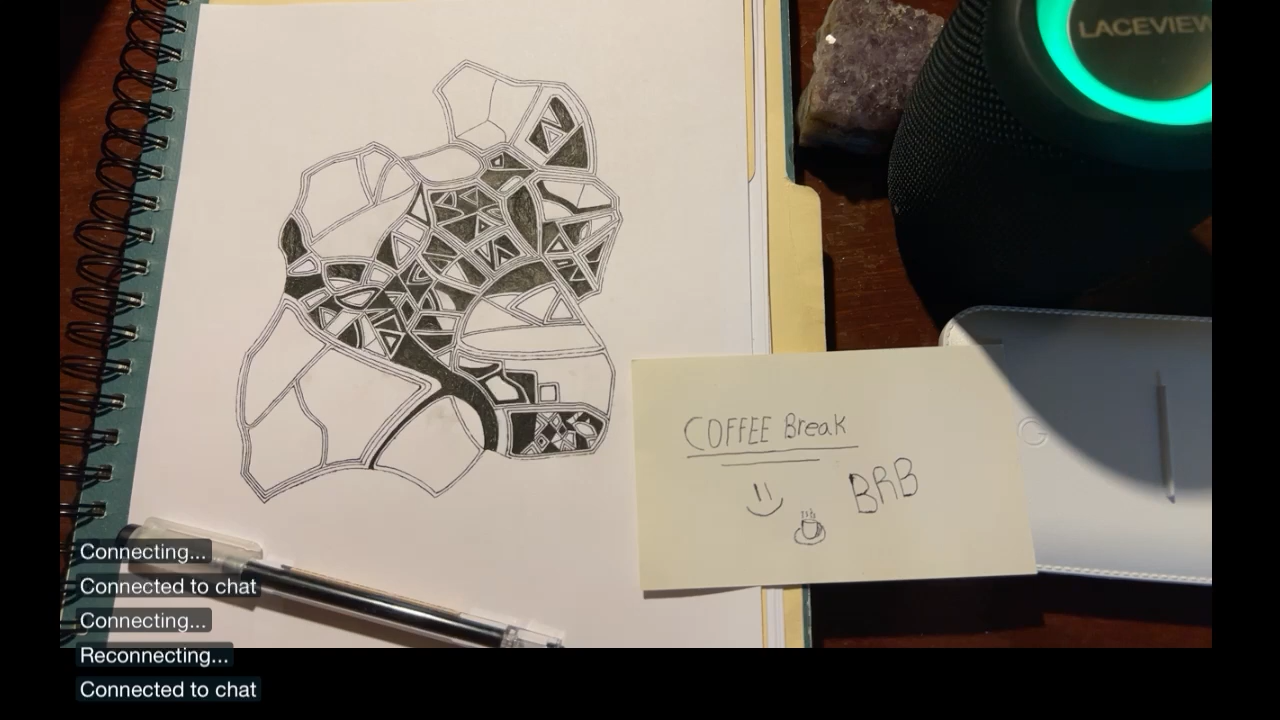 LACEVIEW
COFFEE Break
BRB
G
Connecting...
Connected to chat
Connecting...
Reconnecting...
Connected to chat